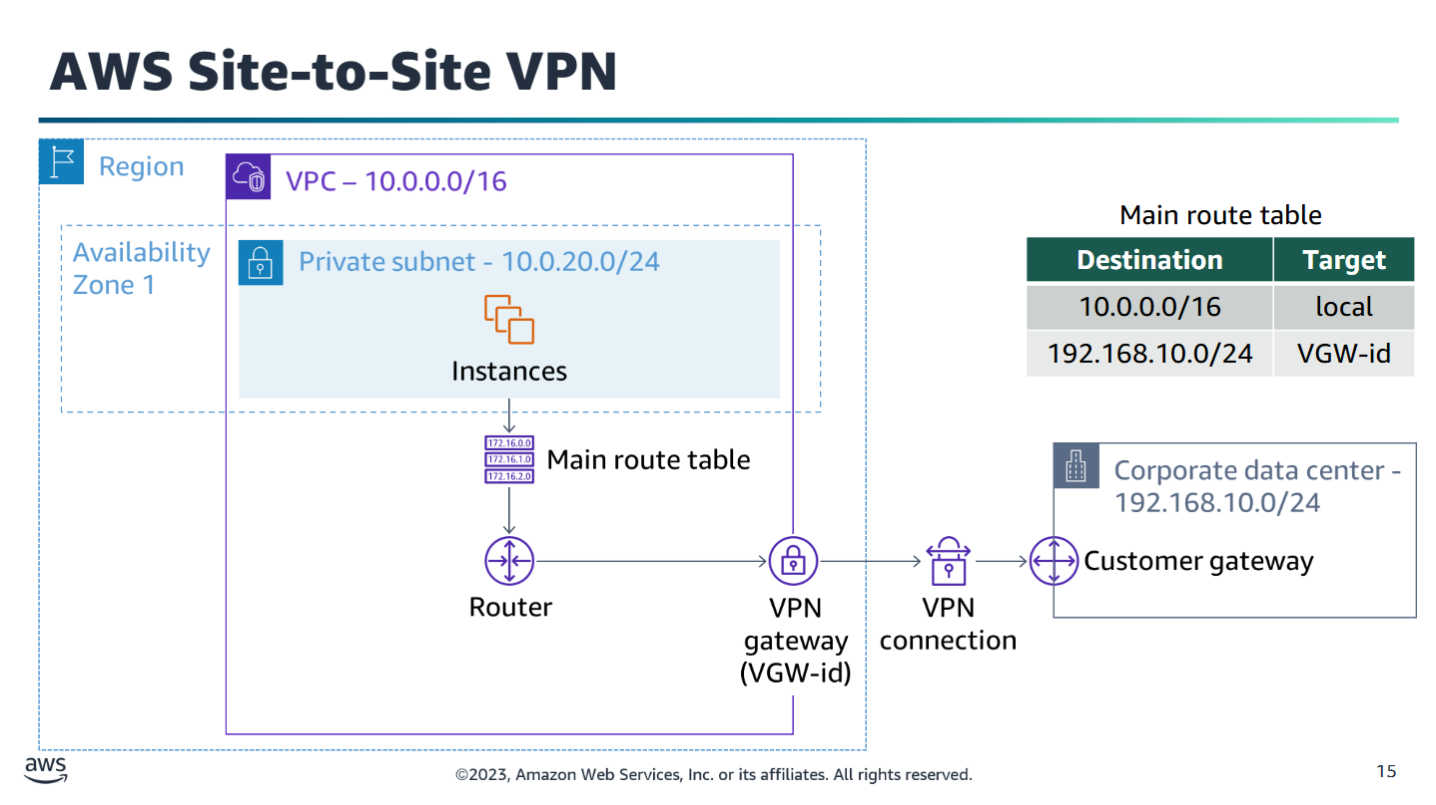 AWS Site-to-Site VPN
Region
VPC – 10.0.0.0/16
Availability
Zone 1
Private subnet - 10.0.20.0/24
Instances
172.16.0.0
172.16.1.0
172.16.2.0
Main route table
Router
VPN
gateway
(VGW-id)
VPN
connection
Main route table
Destination Target
10.0.0.0/16 local
192.168.10.0/24 VGW-id
Corporate data center -
192.168.10.0/24
Customer gateway
aws
©2023, Amazon Web Services, Inc. or its affiliates. All rights reserved.
15